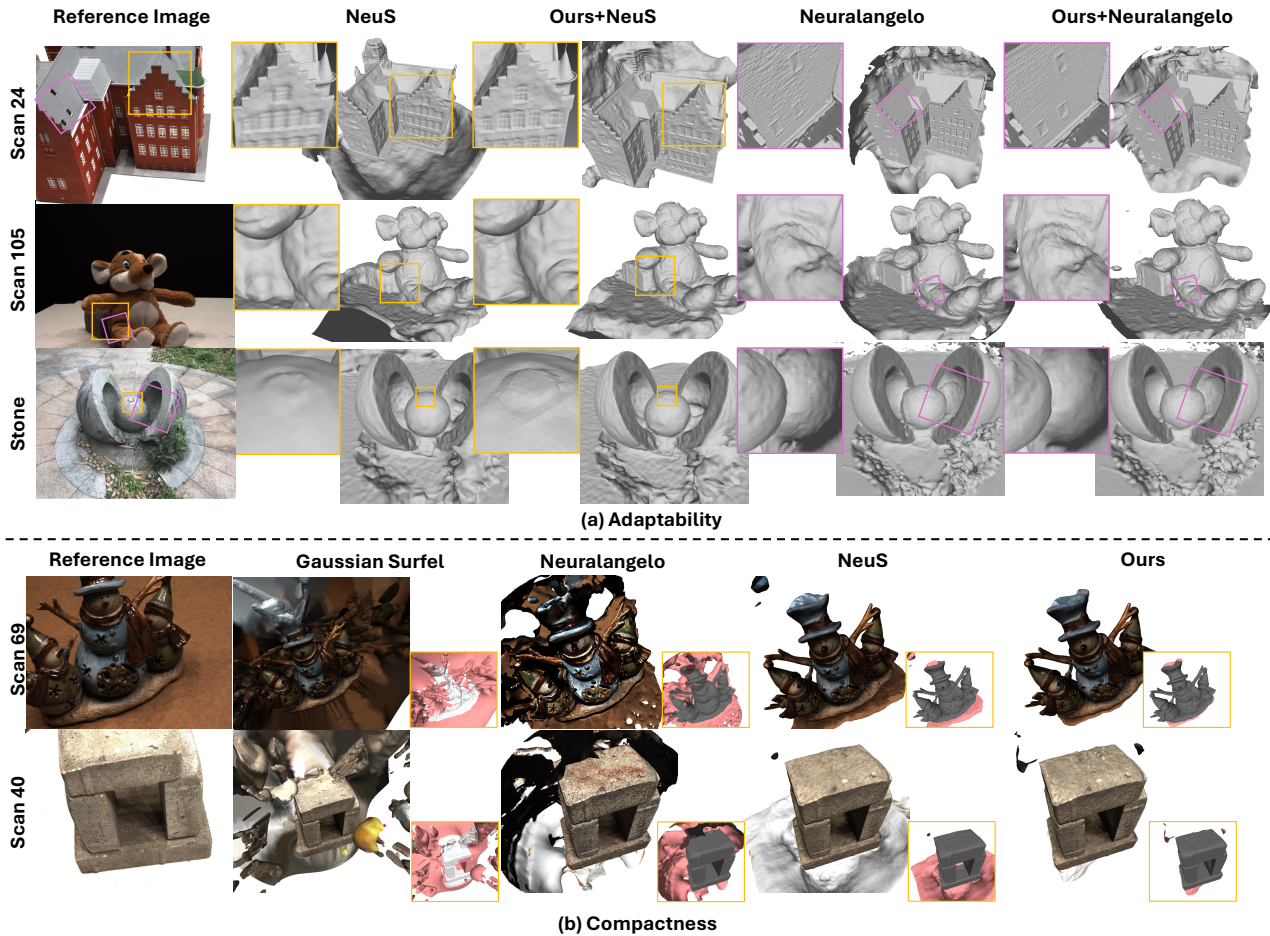 Reference Image NeuS Ours+NeuS Neuralangelo Ours+Neuralangelo
Scan 24
Scan 105
Stone
(a) Adaptability
Reference Image Gaussian Surfel Neuralangelo NeuS Ours
Scan 69
Scan 40
(b) Compactness